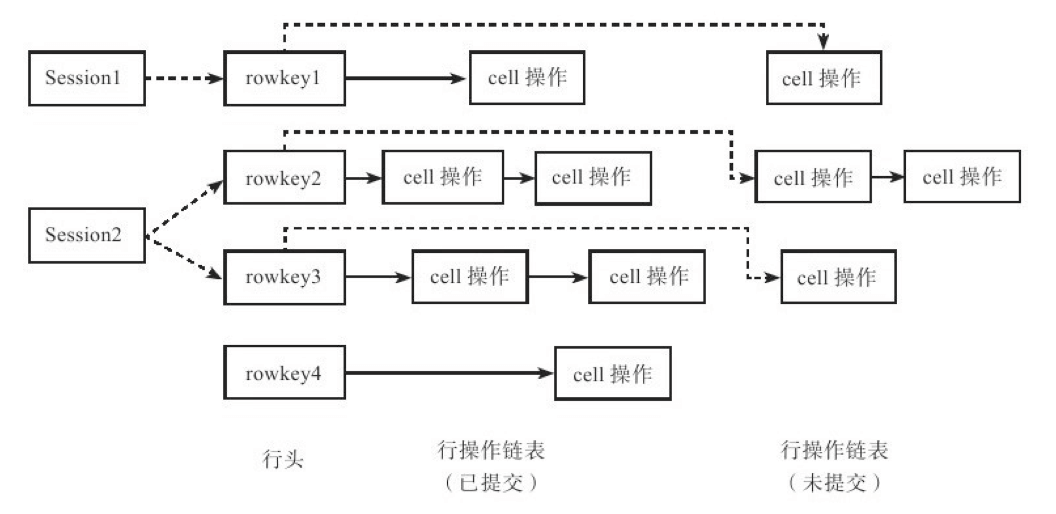 Session1
rowkey1
cell 操作
cell 操作
rowkey2
cell 操作
cell 操作
cell 操作
cell 操作
Session2
rowkey3
cell 操作
cell 操作
cell 操作
rowkey4
cell 操作
行头
行操作链表
（已提交）
行操作链表
（未提交）